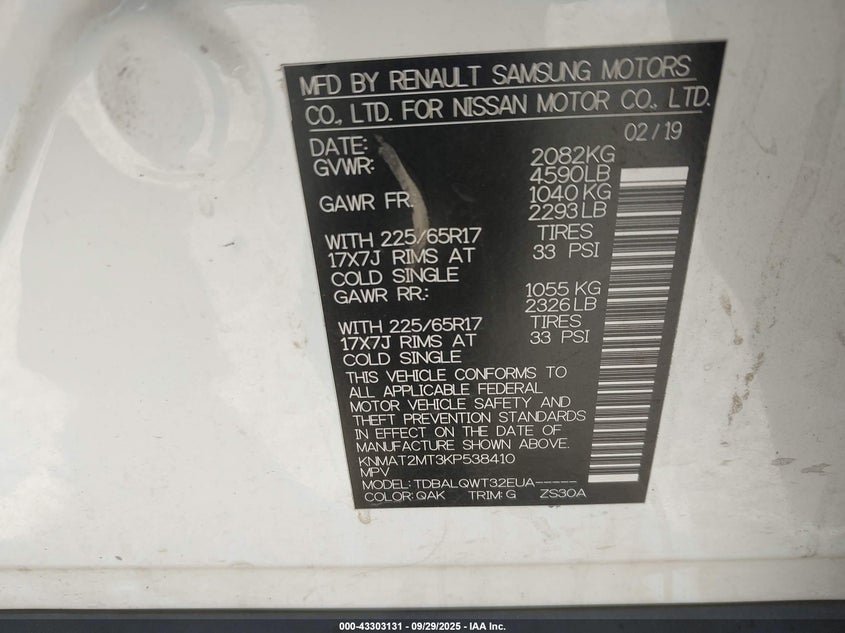 MFD BY RENAULT SAMSUNG MOTORS
CO., LTD. FOR NISSAN MOTOR CO., LTD.
02/19
DATE:
GVWR: 2082KG
4590LB
GAWR FR. 1040 KG
2293 LB
WITH 225/65R17 TIRES
17X7J RIMS AT 33 PSI
COLD SINGLE
GAWR RR.: 1055 KG
2326 LB
WITH 225/65R17 TIRES
17X7J RIMS AT 33 PSI
COLD SINGLE
THIS VEHICLE CONFORMS TO
ALL APPLICABLE FEDERAL
MOTOR VEHICLE SAFETY AND
THEFT PREVENTION STANDARDS
IN EFFECT ON THE DATE OF
MANUFACTURE SHOWN ABOVE.
KNMAT2MT3KP538410
MPV
MODEL: TDBALQWT32EUA-----
COLOR: QAK TRIM: G ZS30A
000-43303131 - 09/29/2025 - IAA Inc.